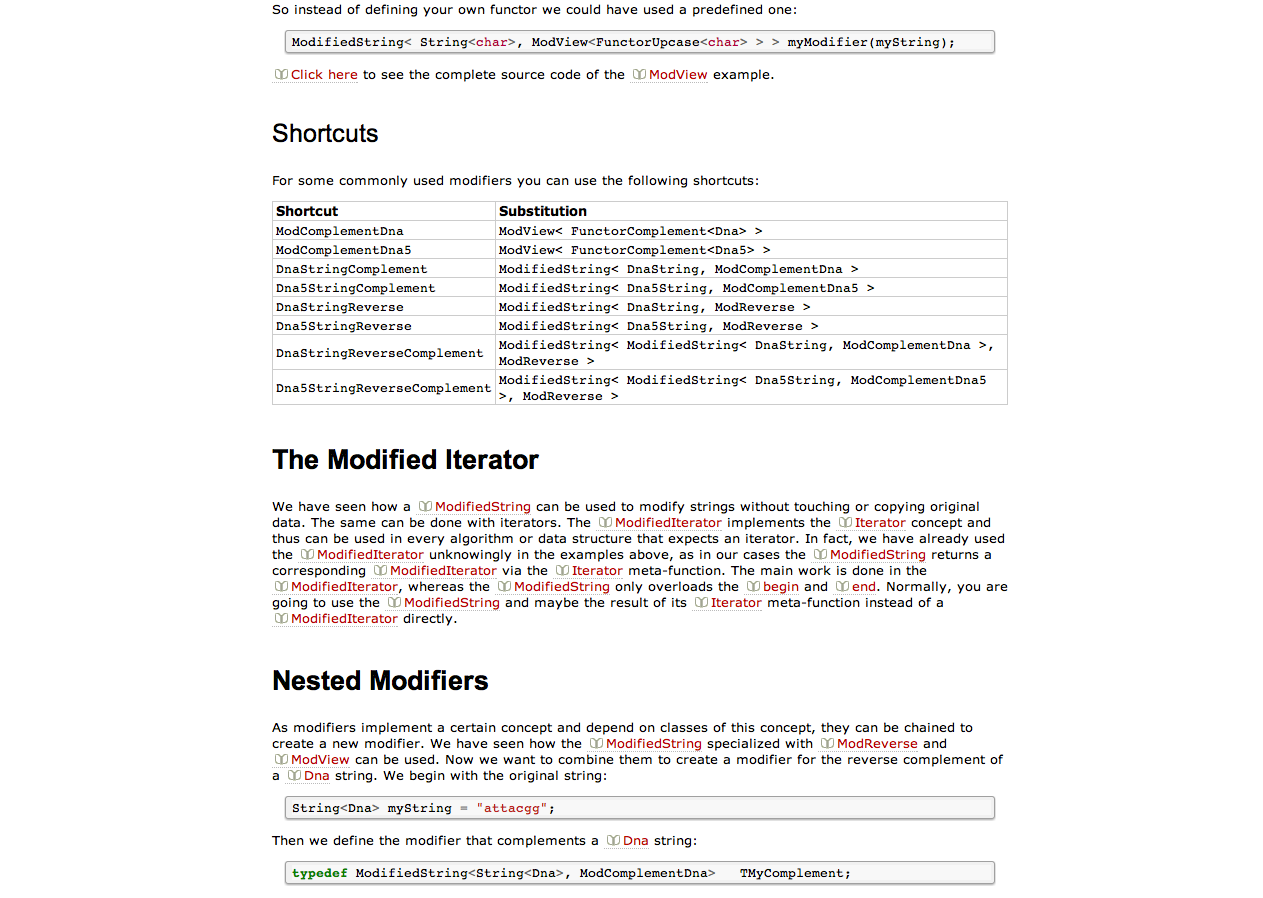 So instead of defining your own functor we could have used a predefined one:
ModifiedString< String<char>, ModView<FunctorUpcase<char> > > myModifier(myString);
Click here to see the complete source code of the ModView example.
Shortcuts
For some commonly used modifiers you can use the following shortcuts:
Shortcut Substitution
ModComplementDna ModView< FunctorComplement<Dna> >
ModComplementDna5 ModView< FunctorComplement<Dna5> >
DnaStringComplement ModifiedString< DnaString, ModComplementDna >
Dna5StringComplement ModifiedString< Dna5String, ModComplementDna5 >
DnaStringReverse ModifiedString< DnaString, ModReverse >
Dna5StringReverse ModifiedString< Dna5String, ModReverse >
DnaStringReverseComplement ModifiedString< ModifiedString< DnaString, ModComplementDna >,
ModReverse >
Dna5StringReverseComplement ModifiedString< ModifiedString< Dna5String, ModComplementDna5
>, ModReverse >
The Modified Iterator
We have seen how a ModifiedString can be used to modify strings without touching or copying original
data. The same can be done with iterators. The ModifiedIterator implements the Iterator concept and
thus can be used in every algorithm or data structure that expects an iterator. In fact, we have already used
the ModifiedIterator unknowingly in the examples above, as in our cases the ModifiedString returns a
corresponding ModifiedIterator via the Iterator meta-function. The main work is done in the
ModifiedIterator, whereas the ModifiedString only overloads the begin and end. Normally, you are
going to use the ModifiedString and maybe the result of its Iterator meta-function instead of a
ModifiedIterator directly.
Nested Modifiers
As modifiers implement a certain concept and depend on classes of this concept, they can be chained to
create a new modifier. We have seen how the ModifiedString specialized with ModReverse and
ModView can be used. Now we want to combine them to create a modifier for the reverse complement of
a Dna string. We begin with the original string:
String<Dna> myString = "attacgg";
Then we define the modifier that complements a Dna string:
typedef ModifiedString<String<Dna>, ModComplementDna>   TMyComplement;